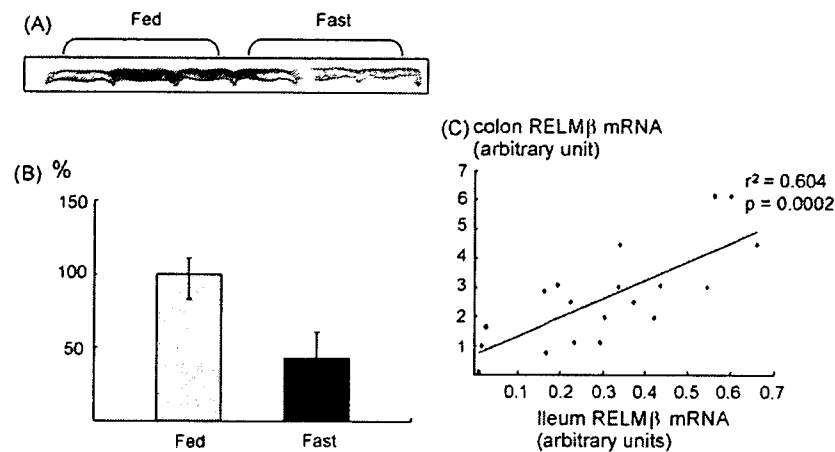 (A)
Fed
Fast
(B)
%
150
100
50
Fed
Fast
(C) colon RELMβ mRNA
(arbitrary unit)
7
6
5
4
3
2
1
r² = 0.604
p = 0.0002
0.1 0.2 0.3 0.4 0.5 0.6 0.7
Ileum RELMβ mRNA
(arbitrary units)